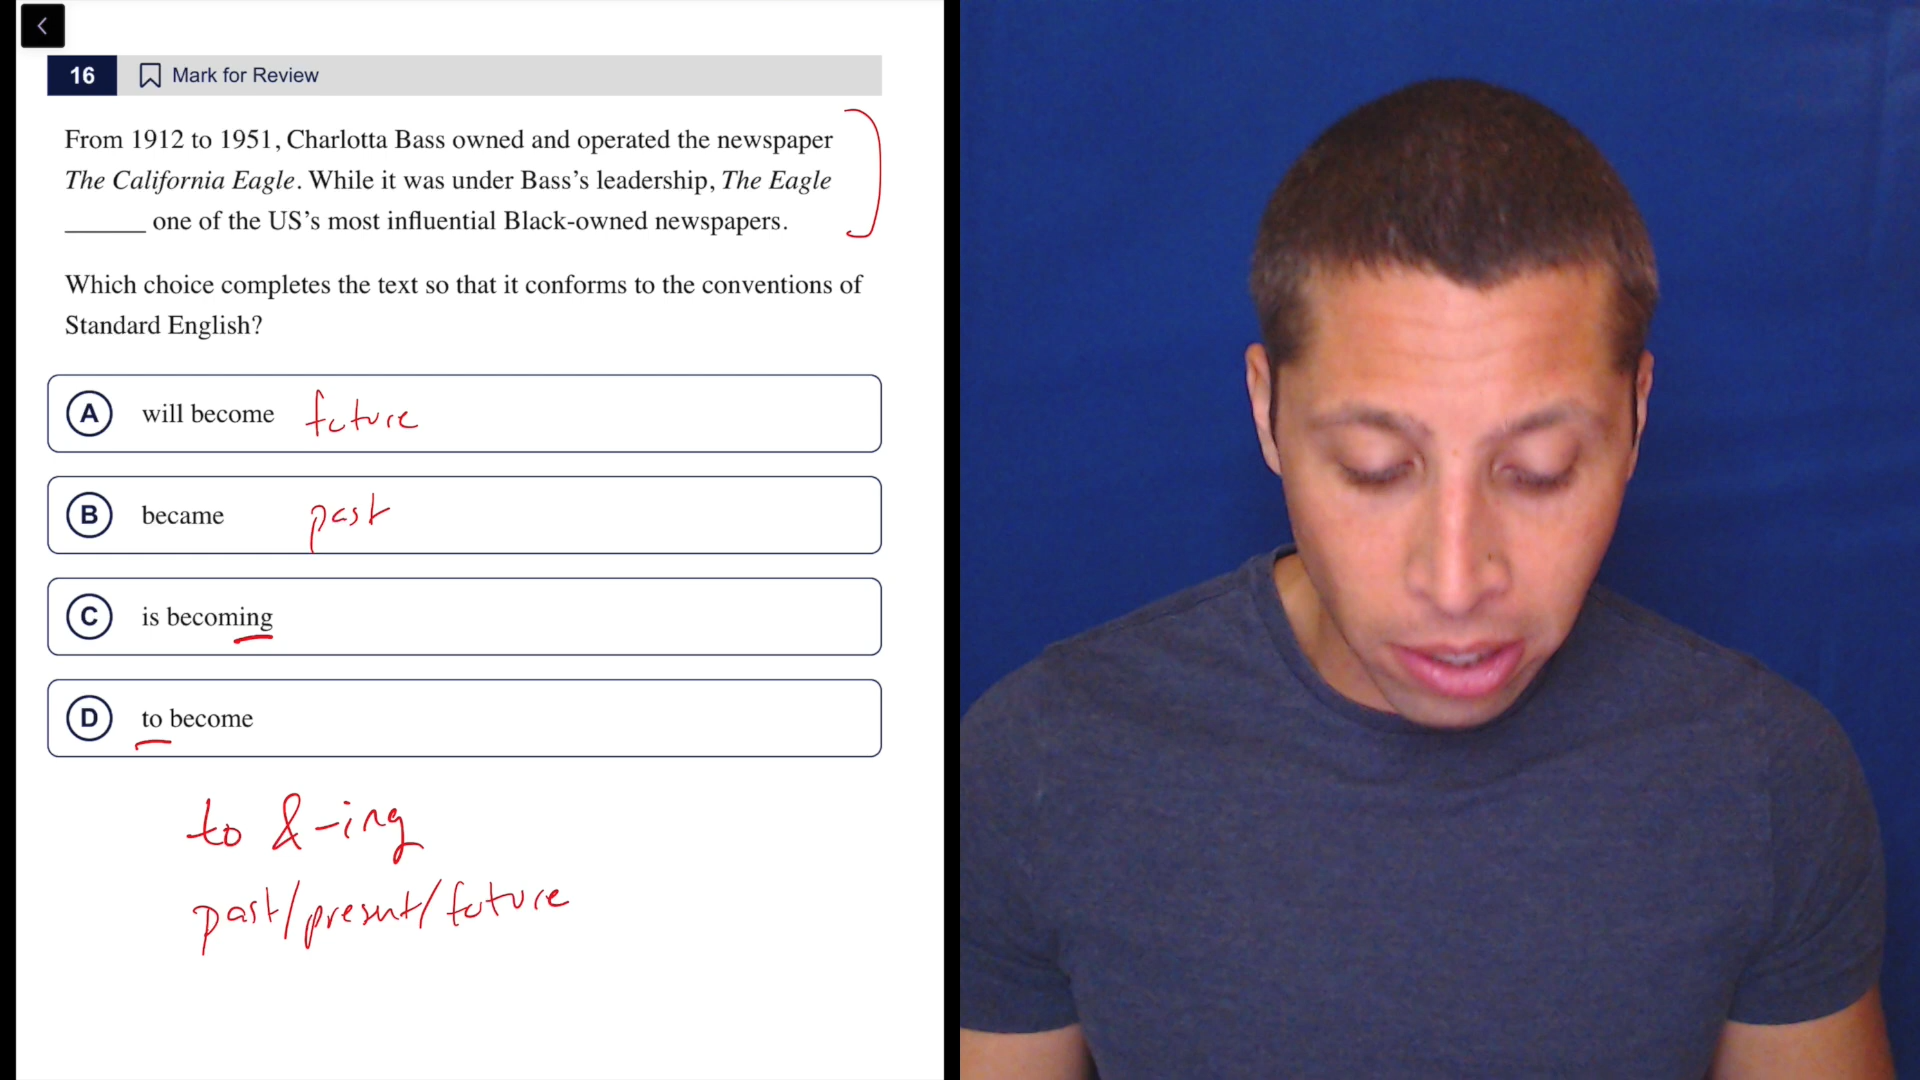 16 Mark for Review
From 1912 to 1951, Charlotta Bass owned and operated the newspaper
The California Eagle. While it was under Bass’s leadership, The Eagle
______ one of the US’s most influential Black-owned newspapers.
Which choice completes the text so that it conforms to the conventions of
Standard English?
A will become future
B became past
C is becoming
D to become
to & -ing
past/present/future